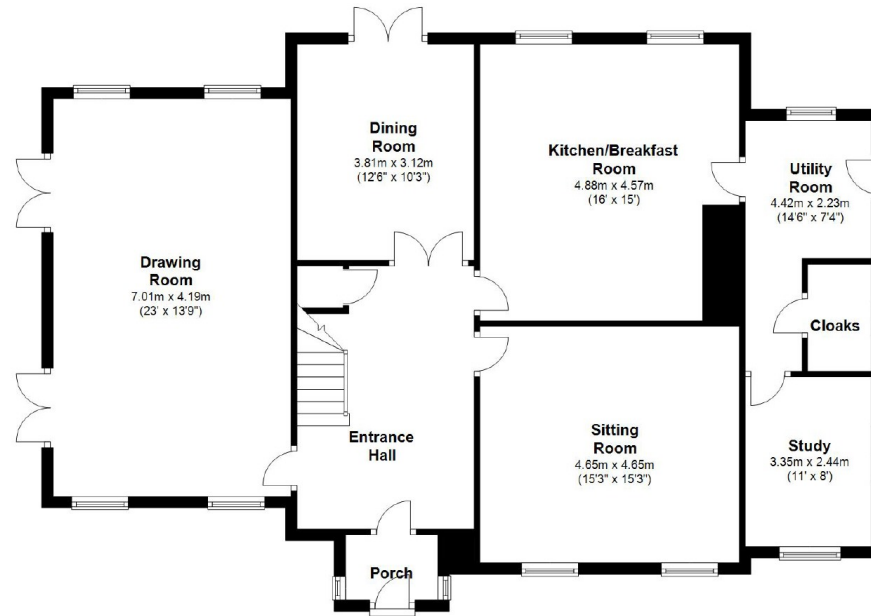 Dining
Room
3.81m x 3.12m
(12'6" x 10'3")
Kitchen/Breakfast
Room
4.88m x 4.57m
(16' x 15')
Utility
Room
4.42m x 2.23m
(14'6" x 7'4")
Drawing
Room
7.01m x 4.19m
(23' x 13'9")
Cloaks
Entrance
Hall
Sitting
Room
4.65m x 4.65m
(15'3" x 15'3")
Study
3.35m x 2.44m
(11' x 8')
Porch